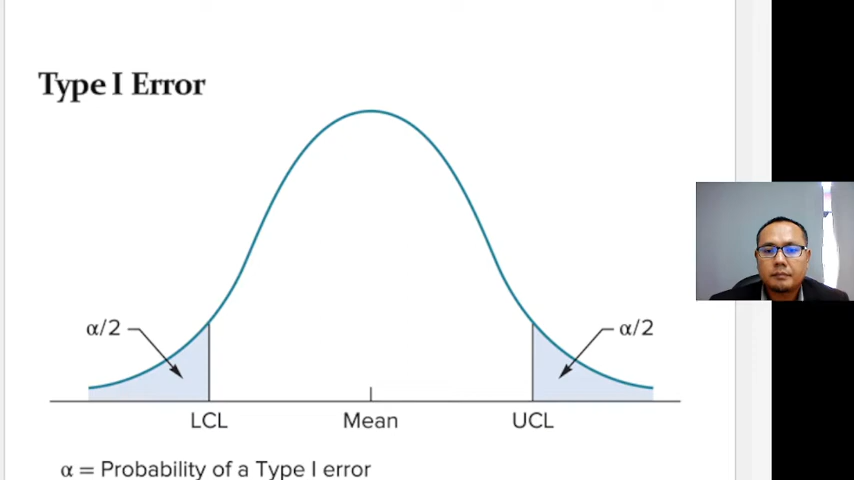 Type I Error
α/2
α/2
LCL
Mean
UCL
α = Probability of a Type I error